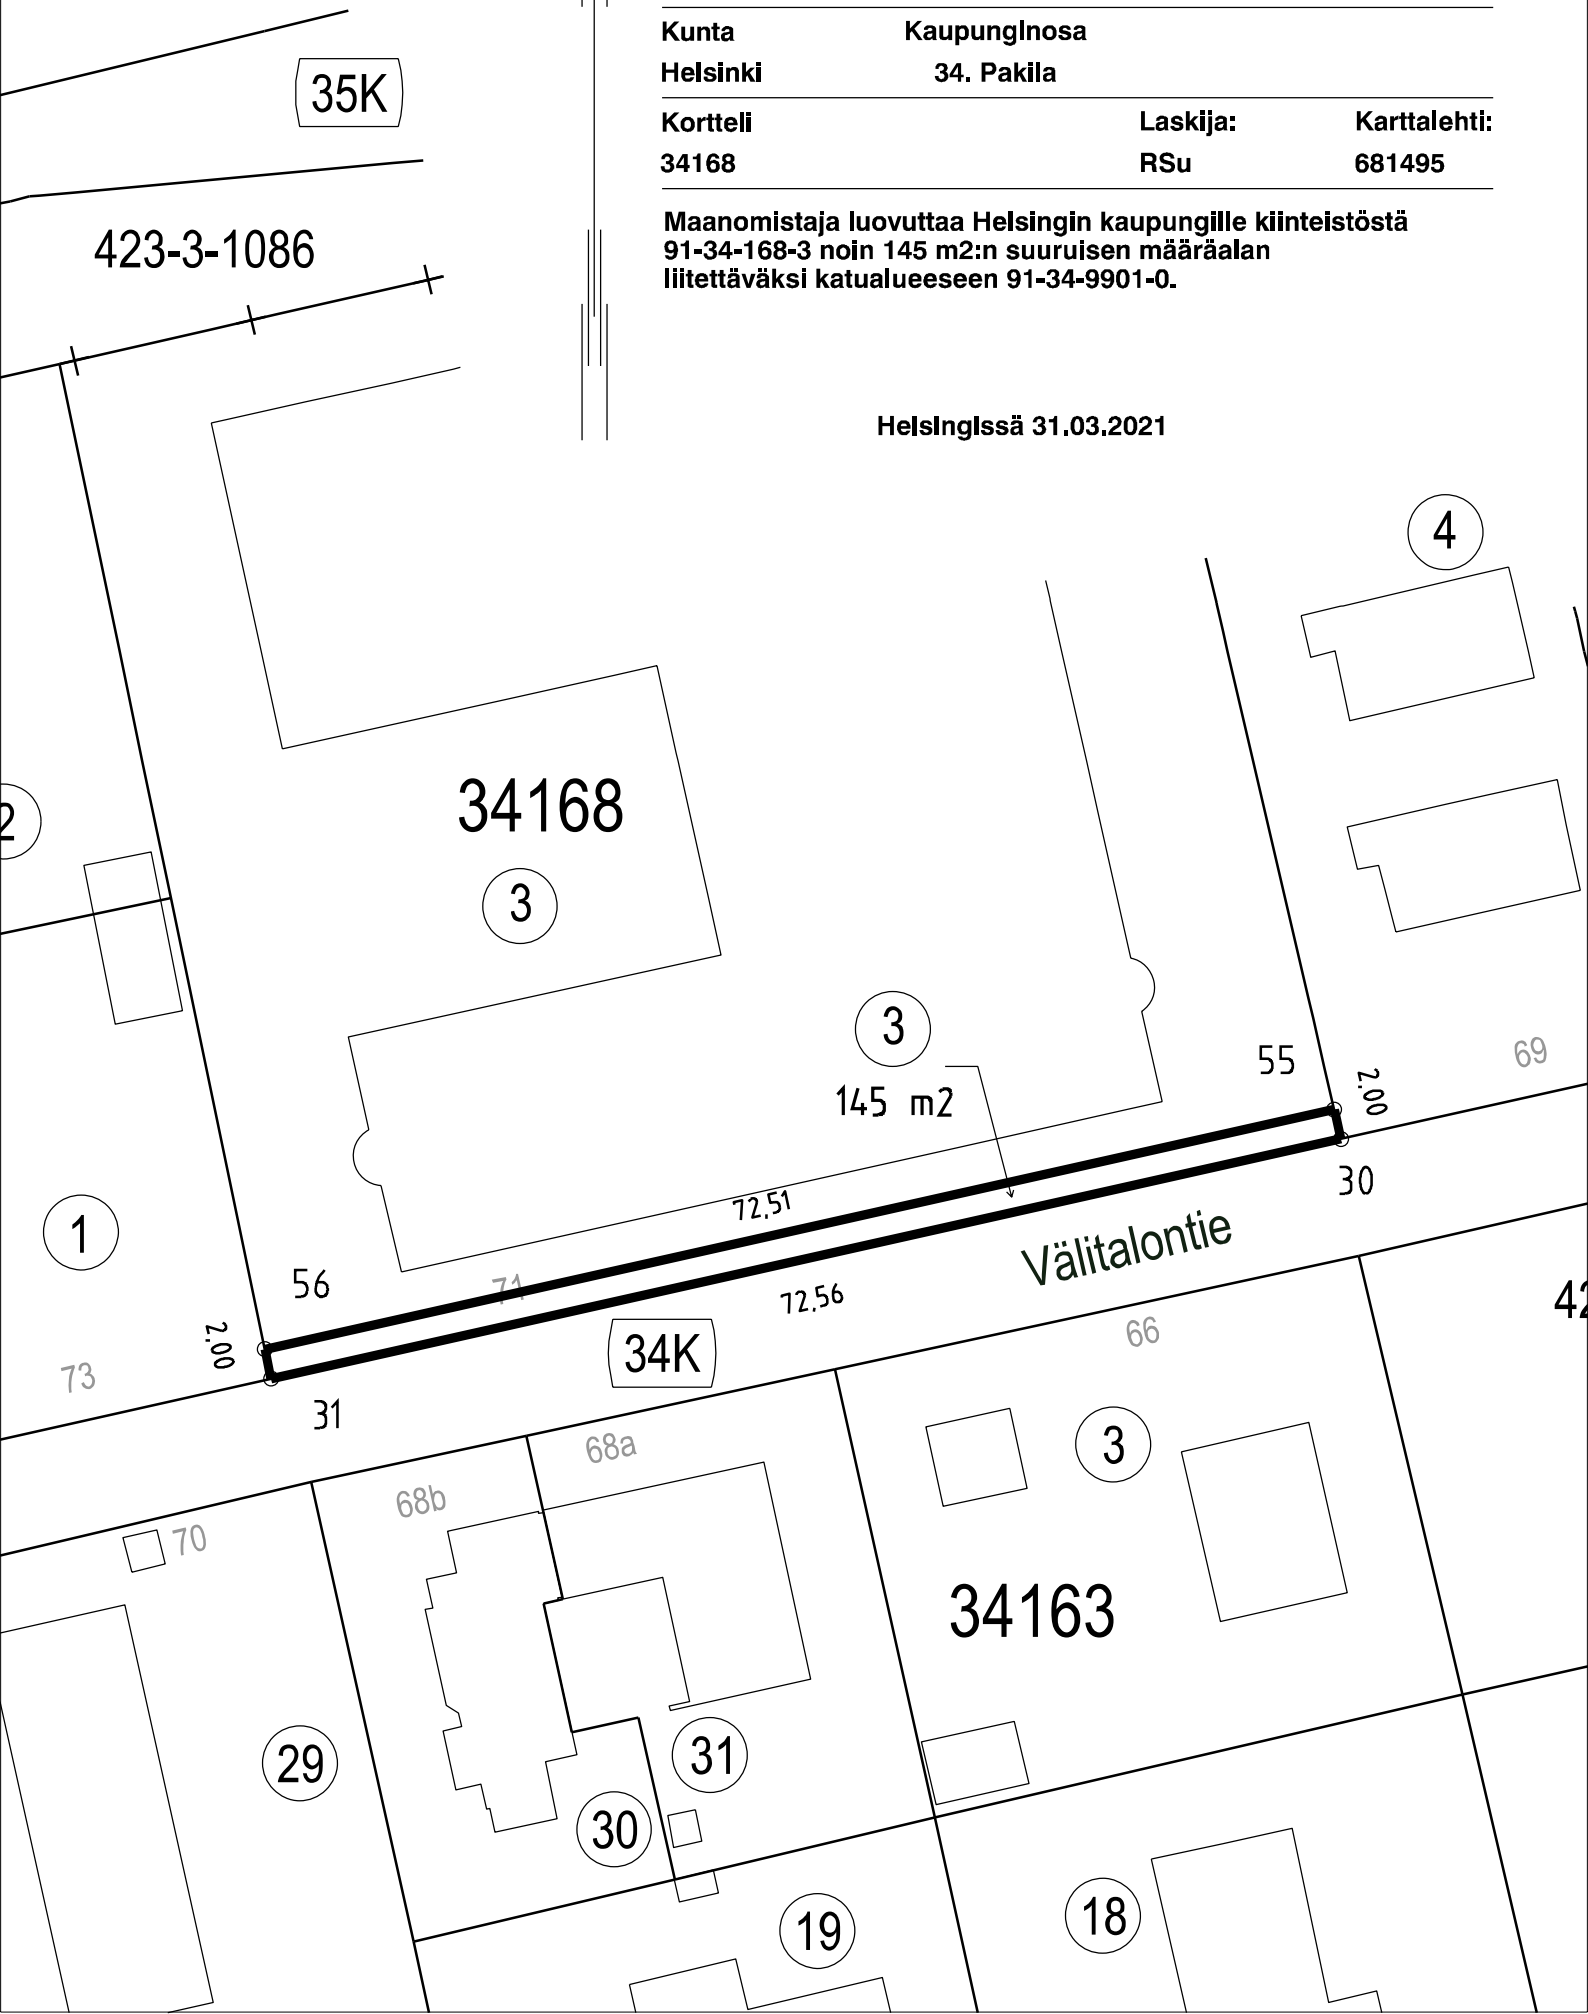 Kunta Kaupunginosa
Helsinki 34. Pakila
Kortteli Laskija: Karttalehti:
34168 RSu 681495
Maanomistaja luovuttaa Helsingin kaupungille kiinteistöstä
91-34-168-3 noin 145 m2:n suuruisen määräalan
liitettäväksi katualueeseen 91-34-9901-0.
Helsingissä 31.03.2021
35K
423-3-1086
4
34168
2
3
3
145 m2
55
2.00
69
30
72,51
Välitalontie
1
56
71
72,56
2.00
73
31
34K
66
42
68a
68b
70
3
34163
29
31
30
19
18